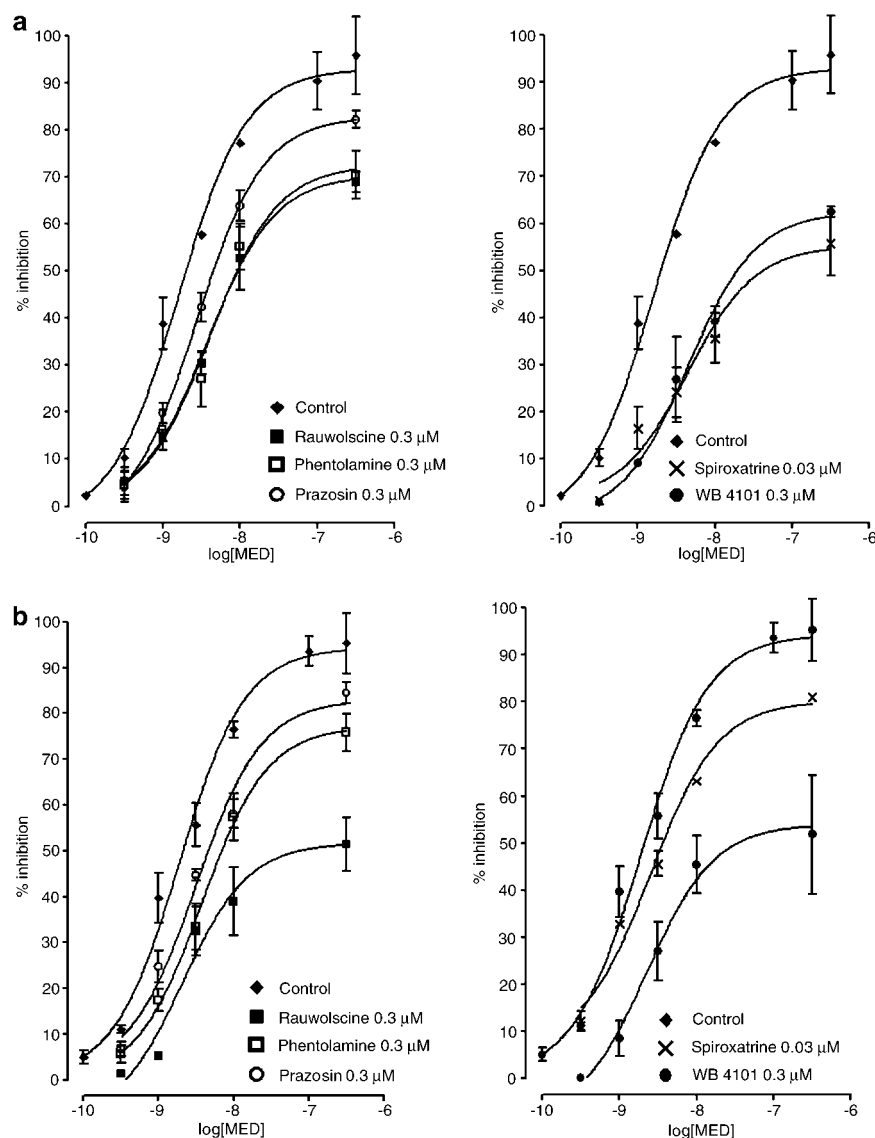 a
100
90
80
70
60
50
40
30
20
10
0
% inhibition
-10 -9 -8 -7 -6
log[MED]
Control
Rauwolscine 0.3 μM
Phentolamine 0.3 μM
Prazosin 0.3 μM
100
90
80
70
60
50
40
30
20
10
0
% inhibition
-10 -9 -8 -7 -6
log[MED]
Control
Spiroxatrine 0.03 μM
WB 4101 0.3 μM
b
100
90
80
70
60
50
40
30
20
10
0
% inhibition
-10 -9 -8 -7 -6
log[MED]
Control
Rauwolscine 0.3 μM
Phentolamine 0.3 μM
Prazosin 0.3 μM
100
90
80
70
60
50
40
30
20
10
0
% inhibition
-10 -9 -8 -7 -6
log[MED]
Control
Spiroxatrine 0.03 μM
WB 4101 0.3 μM